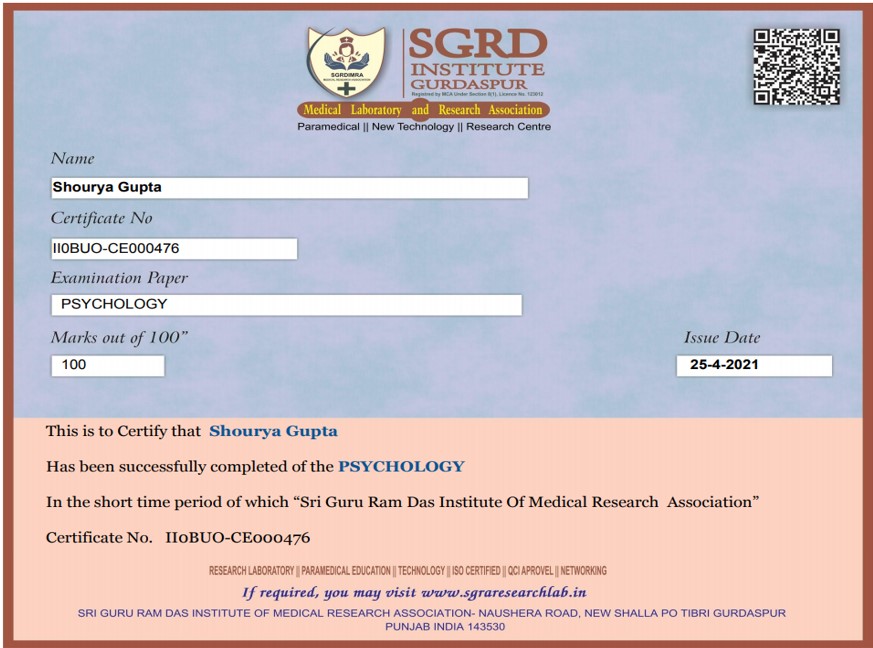 SGRD
INSTITUTE
GURDASPUR
Registered by MCA Under Section 8(1), Licence No. 123012
SGRDIMRA
MEDICAL RESEARCH ASSOCIATION
Medical Laboratory and Research Association
Paramedical || New Technology || Research Centre
Name
Shourya Gupta
Certificate No
II0BUO-CE000476
Examination Paper
PSYCHOLOGY
Marks out of 100”
Issue Date
100
25-4-2021
This is to Certify that Shourya Gupta
Has been successfully completed of the PSYCHOLOGY
In the short time period of which “Sri Guru Ram Das Institute Of Medical Research Association”
Certificate No. II0BUO-CE000476
RESEARCH LABORATORY || PARAMEDICAL EDUCATION || TECHNOLOGY || ISO CERTIFIED || QCI APROVEL || NETWORKING
If required, you may visit www.sgraresearchlab.in
SRI GURU RAM DAS INSTITUTE OF MEDICAL RESEARCH ASSOCIATION- NAUSHERA ROAD, NEW SHALLA PO TIBRI GURDASPUR
PUNJAB INDIA 143530